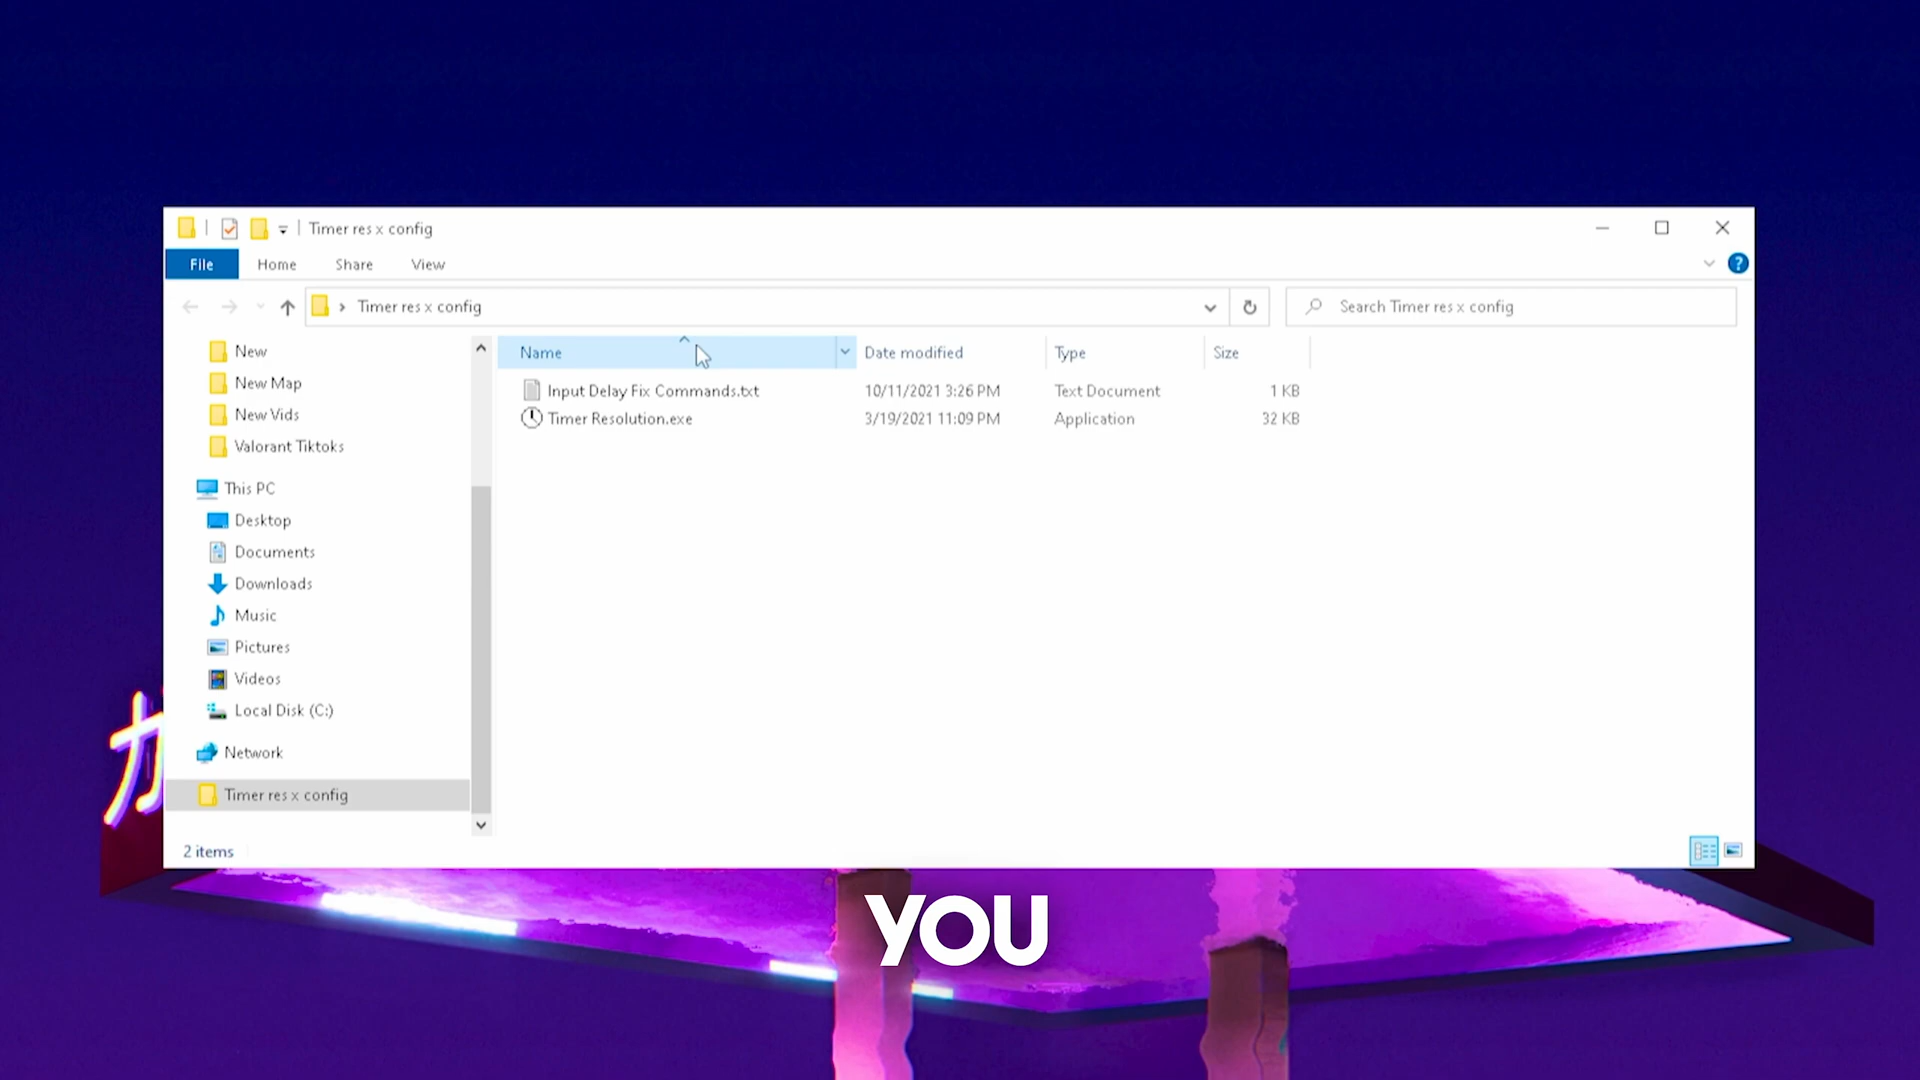 Timer res x config
File Home Share View
Timer res x config
Search Timer res x config
Name Date modified Type Size
Input Delay Fix Commands.txt 10/11/2021 3:26 PM Text Document 1 KB
Timer Resolution.exe 3/19/2021 11:09 PM Application 32 KB
New
New Map
New Vids
Valorant Tiktoks
This PC
Desktop
Documents
Downloads
Music
Pictures
Videos
Local Disk (C:)
Network
Timer res x config
2 items
YOU